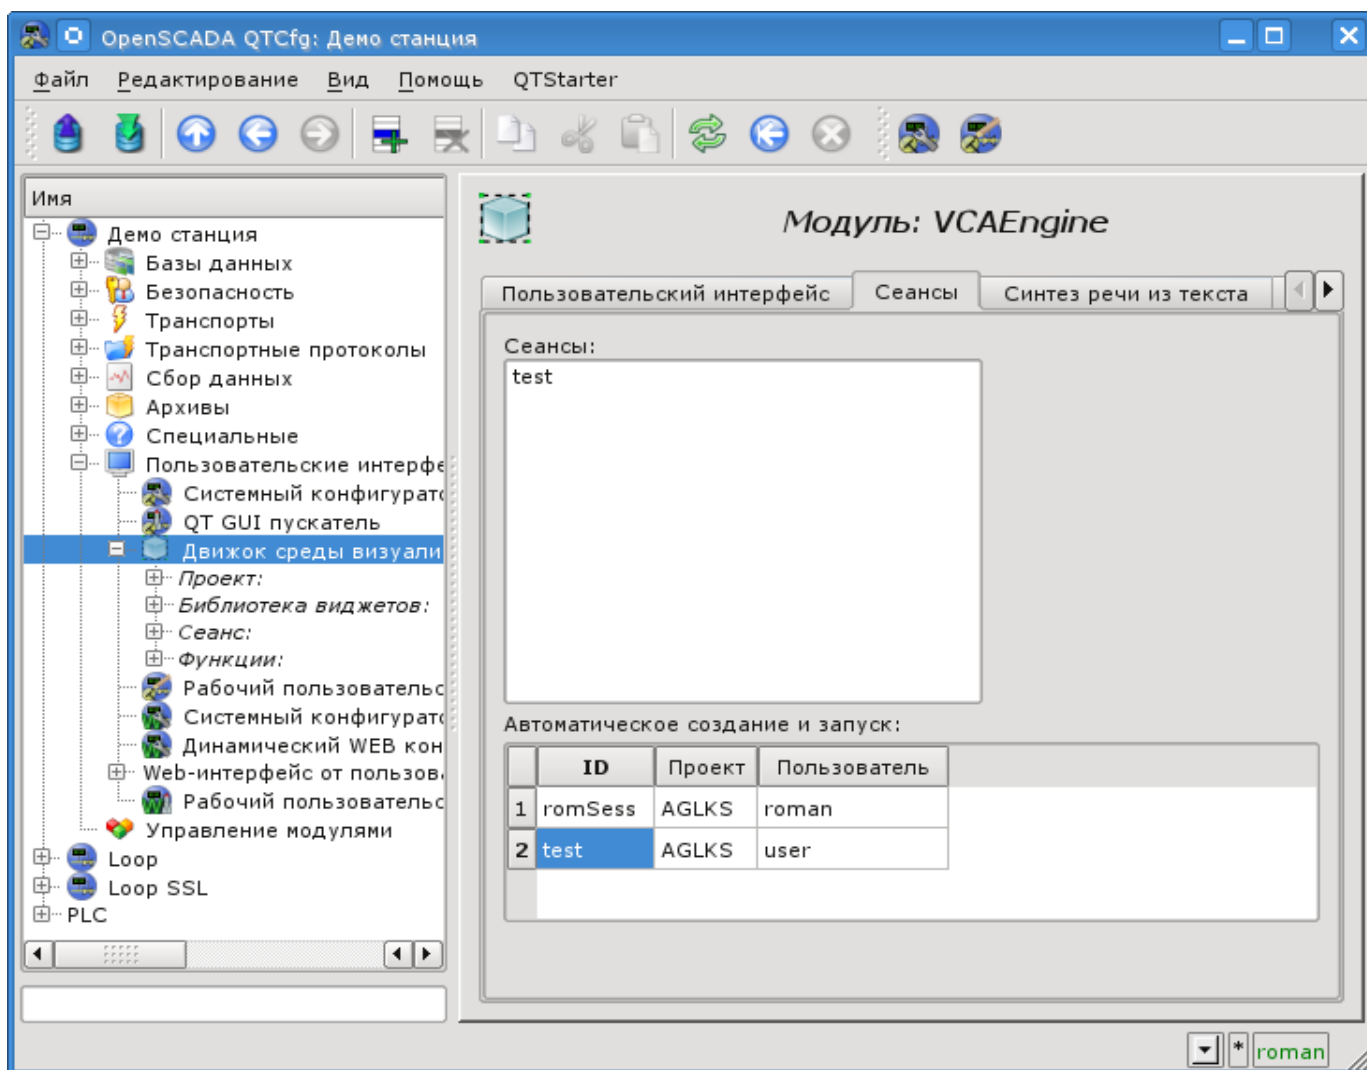 OpenSCADA QTCfg: Демо станция
Файл Редактирование Вид Помощь QTStarter
Имя
Демо станция
Базы данных
Безопасность
Транспорты
Транспортные протоколы
Сбор данных
Архивы
Специальные
Пользовательские интерфе
Системный конфигурато
QT GUI пускатель
Движок среды визуали
Проект:
Библиотека виджетов:
Сеанс:
Функции:
Рабочий пользовательс
Системный конфигурато
Динамический WEB кон
Web-интерфейс от пользов
Рабочий пользовательс
Управление модулями
Loop
Loop SSL
PLC
Модуль: VCAEngine
Пользовательский интерфейс Сеансы Синтез речи из текста
Сеансы:
test
Автоматическое создание и запуск:
ID Проект Пользователь
1 romSess AGLKS roman
2 test AGLKS user
* roman